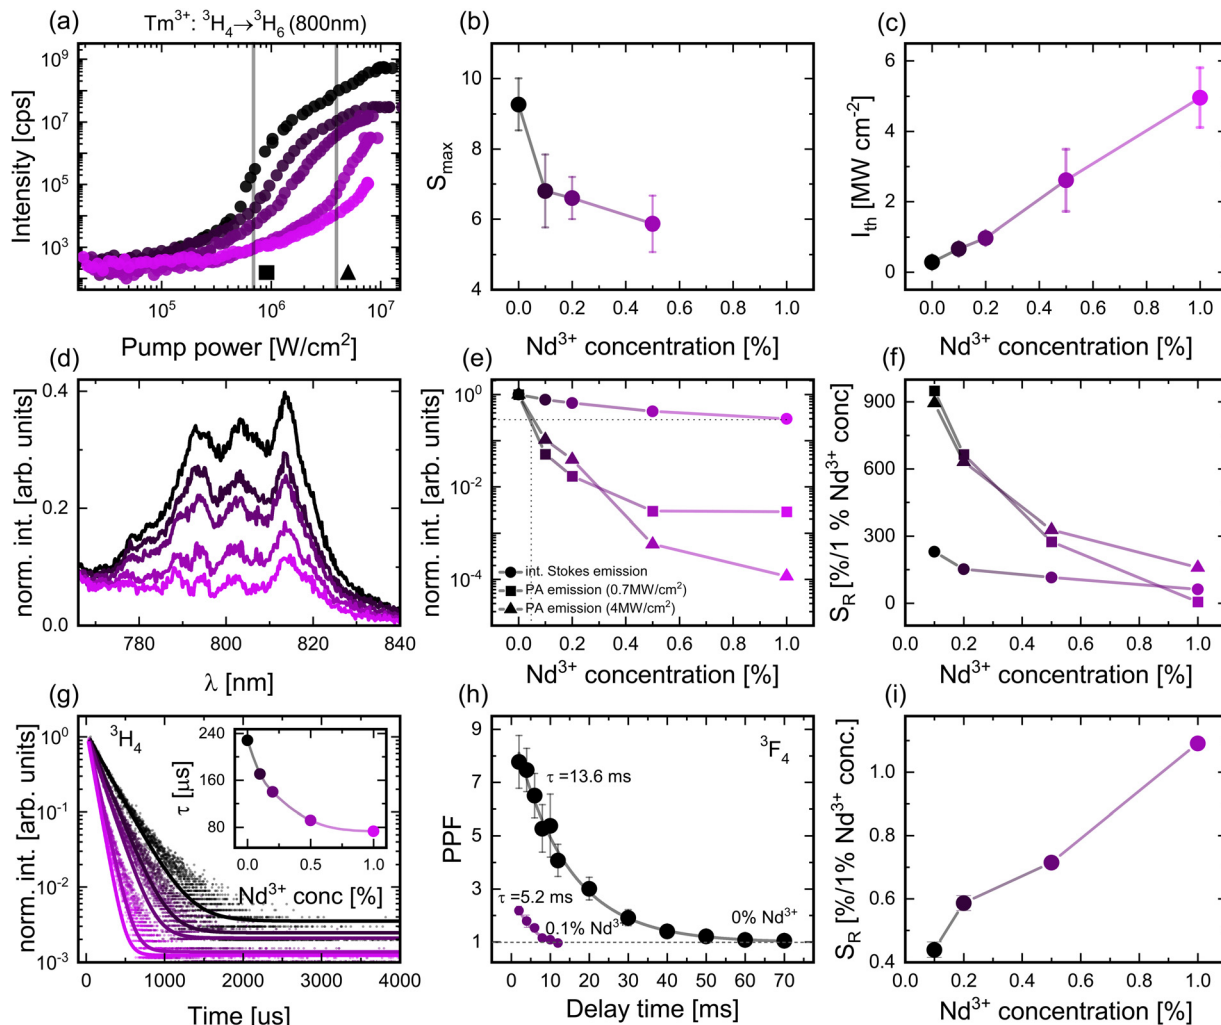 (a)
Tm³⁺: ³H₄→³H₆ (800nm)
Intensity [cps]
10⁹
10⁷
10⁵
10³
10⁵
10⁶
10⁷
Pump power [W/cm²]
(b)
S_max
10
8
6
4
0.0
0.2
0.4
0.6
0.8
1.0
Nd³⁺ concentration [%]
(c)
I_th [MW cm⁻²]
6
4
2
0
0.0
0.2
0.4
0.6
0.8
1.0
Nd³⁺ concentration [%]
(d)
norm. int. [arb. units]
0.4
0.2
0.0
780
800
820
840
λ [nm]
(e)
norm. int. [arb. units]
10⁰
10⁻²
10⁻⁴
int. Stokes emission
PA emission (0.7MW/cm²)
PA emission (4MW/cm²)
0.0
0.2
0.4
0.6
0.8
1.0
Nd³⁺ concentration [%]
(f)
S_R [%/1 % Nd³⁺ conc]
900
600
300
0
0.0
0.2
0.4
0.6
0.8
1.0
Nd³⁺ concentration [%]
(g)
³H₄
norm. int. [arb. units]
10⁰
10⁻¹
10⁻²
10⁻³
τ [µs]
240
160
80
0.0
0.5
1.0
Nd³⁺ conc [%]
0
1000
2000
3000
4000
Time [us]
(h)
³F₄
PPF
9
7
5
3
1
τ =13.6 ms
τ =5.2 ms
0.1% Nd³⁺
0% Nd³⁺
0
10
20
30
40
50
60
70
Delay time [ms]
(i)
S_R [%/1% Nd³⁺ conc.]
1.0
0.8
0.6
0.4
0.0
0.2
0.4
0.6
0.8
1.0
Nd³⁺ concentration [%]